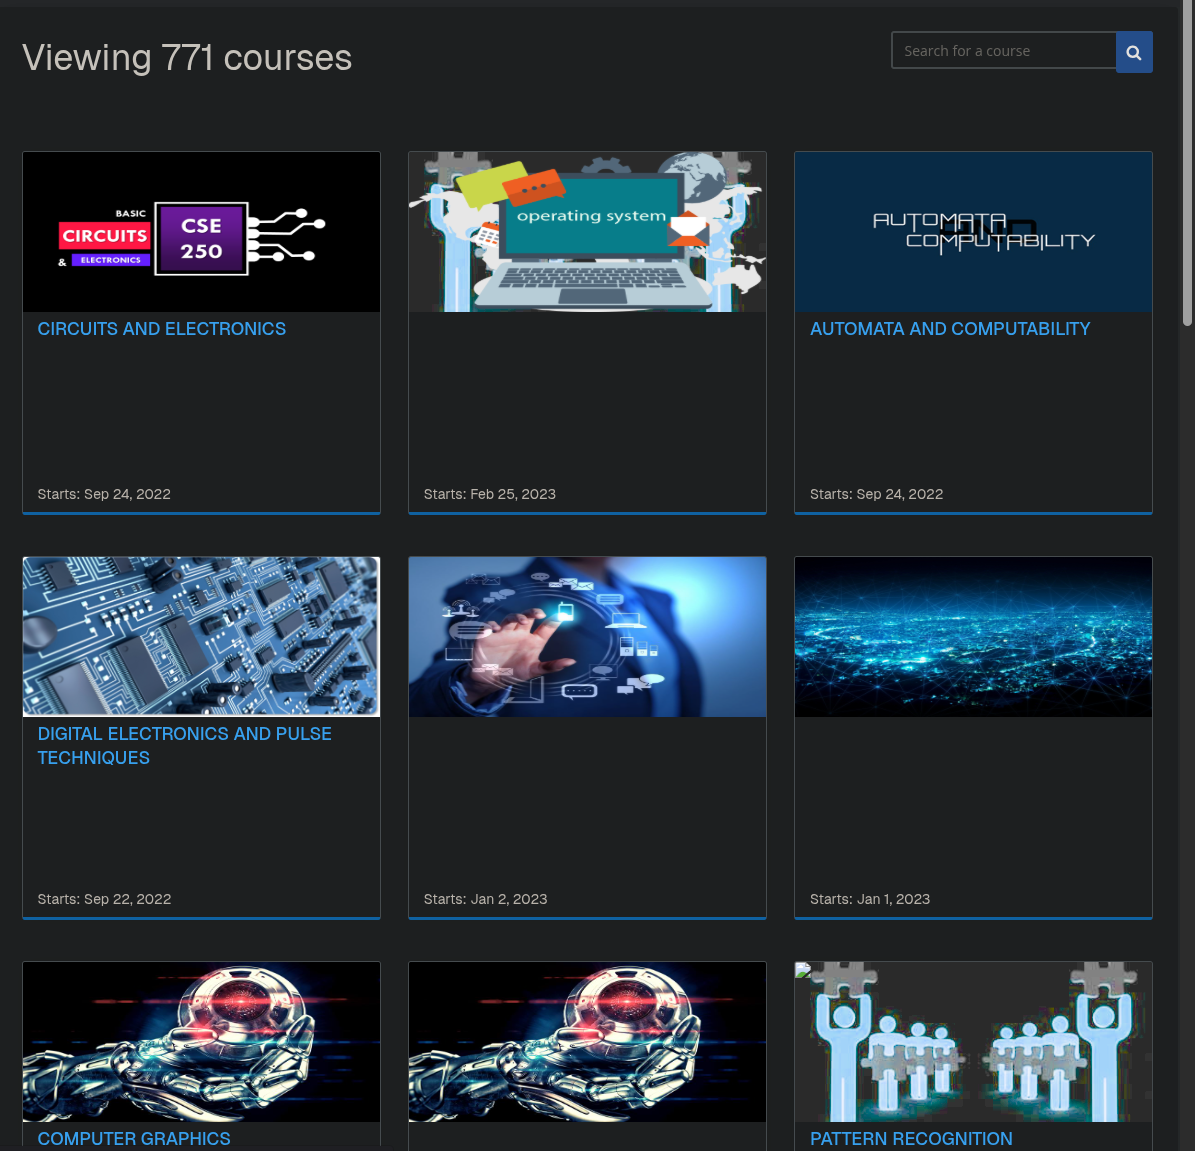 Viewing 771 courses
Search for a course
BASIC
CIRCUITS
& ELECTRONICS
CSE
250
operating system
AUTOMATA
AND
COMPUTABILITY
CIRCUITS AND ELECTRONICS
AUTOMATA AND COMPUTABILITY
Starts: Sep 24, 2022
Starts: Feb 25, 2023
Starts: Sep 24, 2022
DIGITAL ELECTRONICS AND PULSE
TECHNIQUES
Starts: Sep 22, 2022
Starts: Jan 2, 2023
Starts: Jan 1, 2023
COMPUTER GRAPHICS
PATTERN RECOGNITION